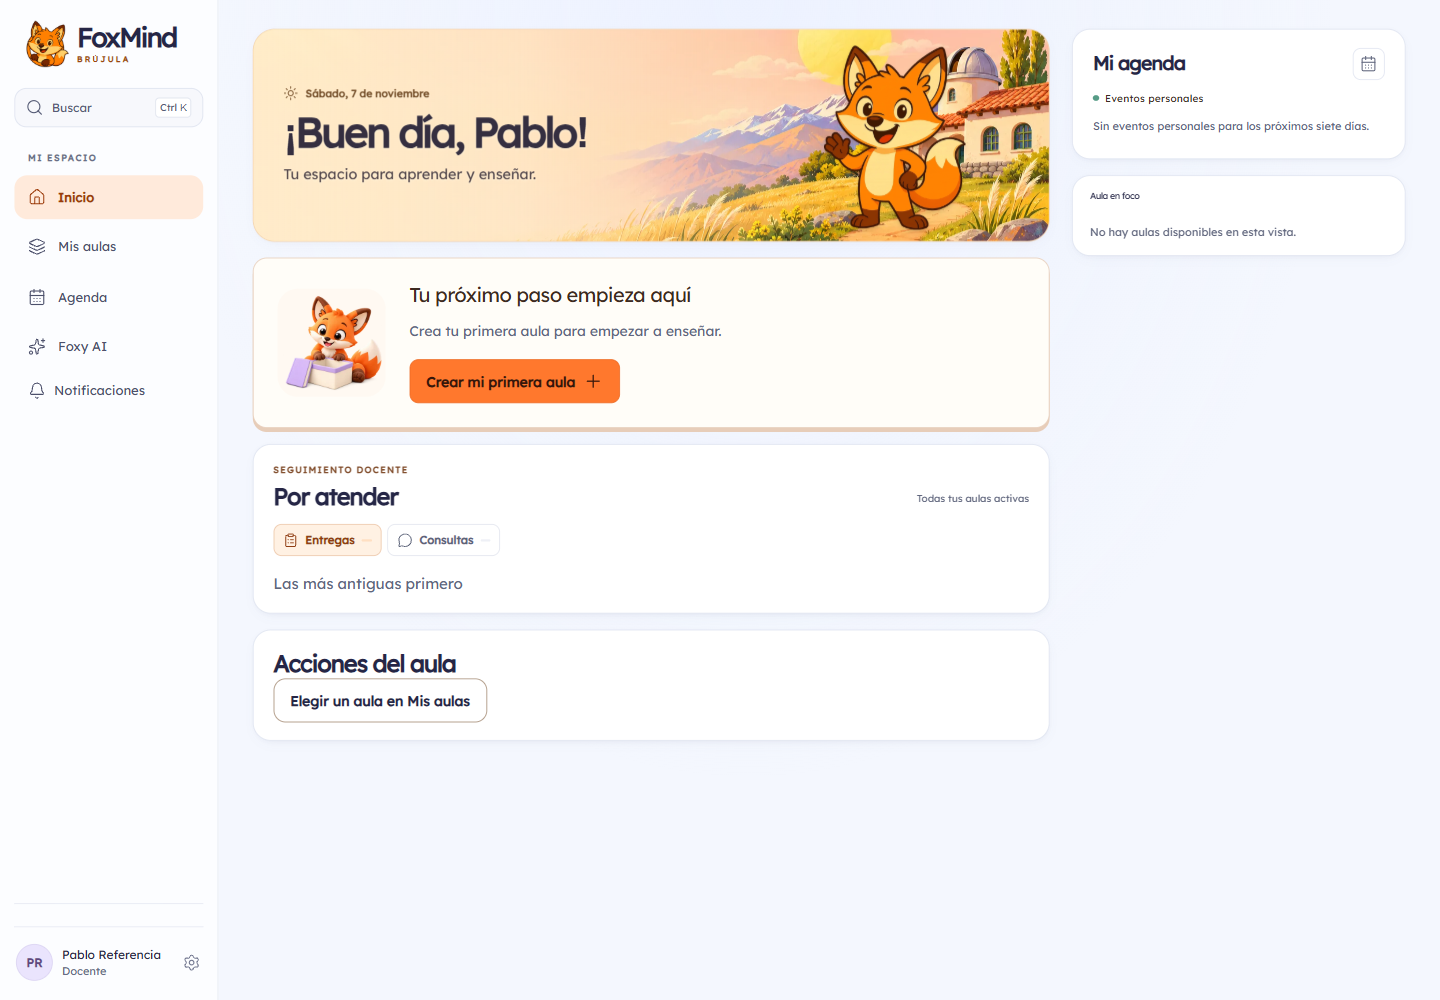 FoxMind
BRÚJULA
Buscar
Ctrl K
MI ESPACIO
Inicio
Mis aulas
Agenda
Foxy AI
Notificaciones
Pablo Referencia
PR
Docente
Sábado, 7 de noviembre
¡Buen día, Pablo!
Tu espacio para aprender y enseñar.
Tu próximo paso empieza aquí
Crea tu primera aula para empezar a enseñar.
Crear mi primera aula
SEGUIMIENTO DOCENTE
Por atender
Todas tus aulas activas
Entregas —
Consultas —
Las más antiguas primero
Acciones del aula
Elegir un aula en Mis aulas
Mi agenda
Eventos personales
Sin eventos personales para los próximos siete días.
Aula en foco
No hay aulas disponibles en esta vista.